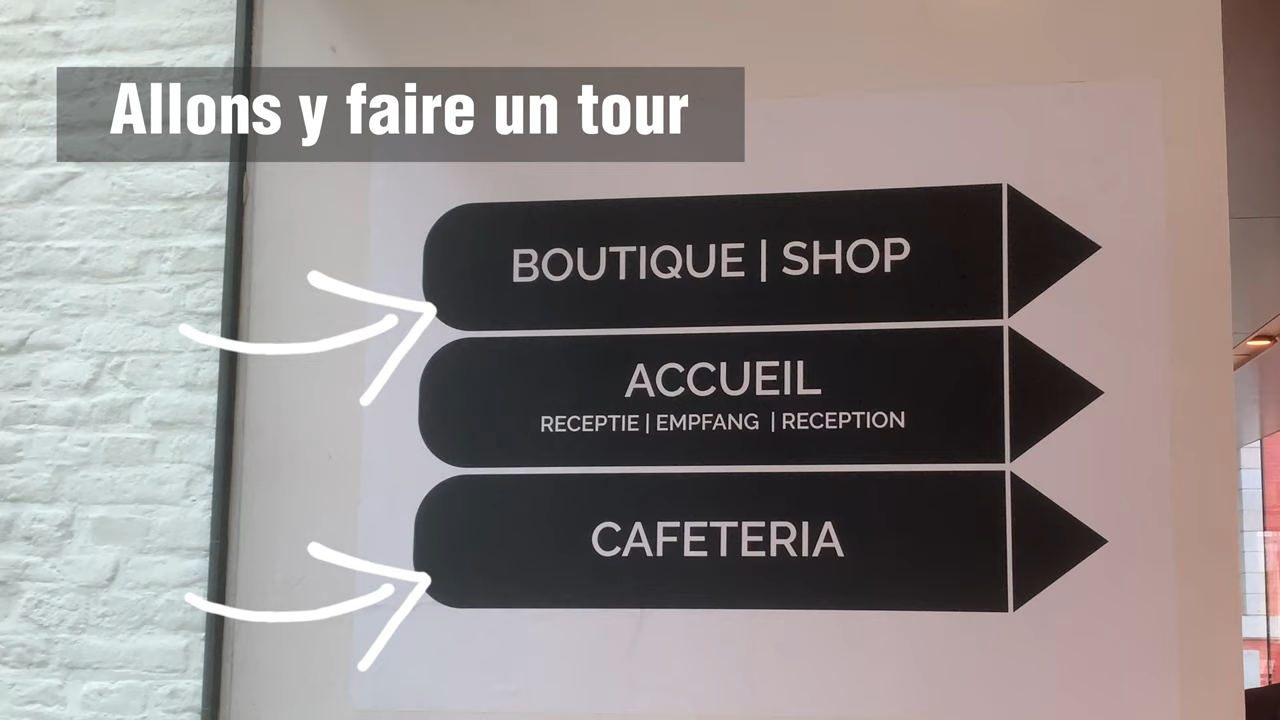 Allons y faire un tour
BOUTIQUE | SHOP
ACCUEIL
RECEPTIE | EMPFANG | RECEPTION
CAFETERIA